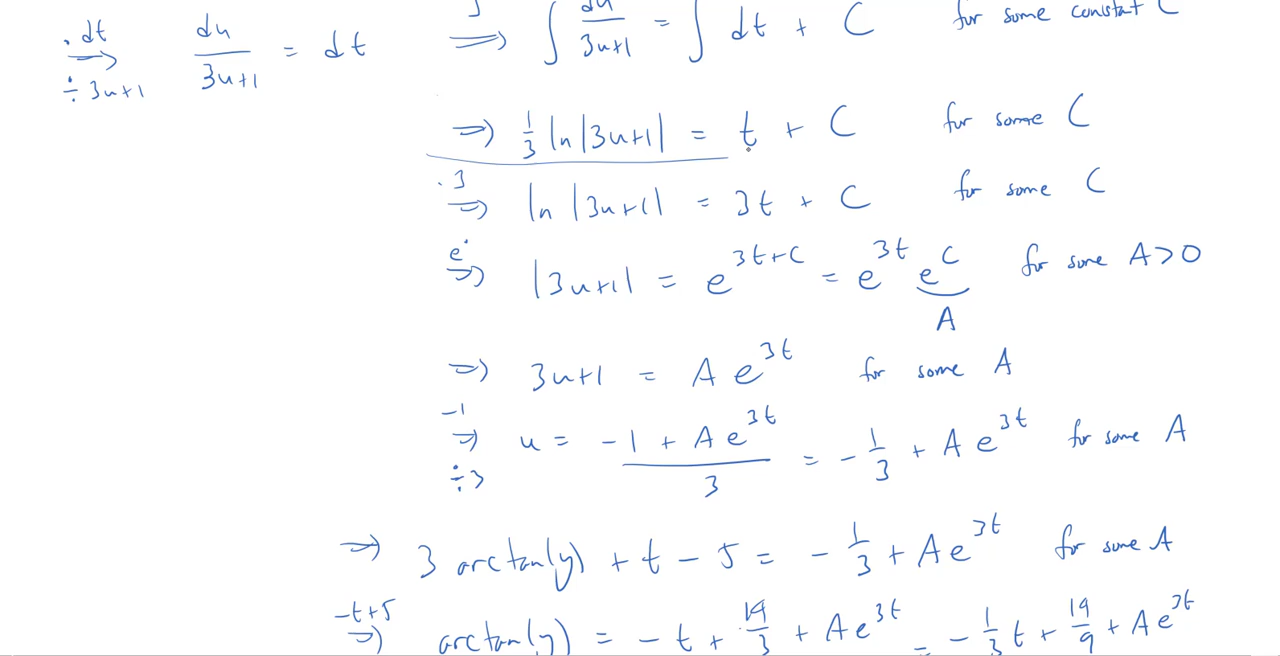 · dt ⟹ ÷ 3u+1 du/(3u+1) = dt ∫ ⟹ ∫ du/(3u+1) = ∫ dt + C for some constat C
⟹ 1/3 ln|3u+1| = t + C for some C
· 3 ⟹ ln |3u+1| = 3t + C for some C
e^· ⟹ |3u+1| = e^(3t+C) = e^(3t) e^C for some A>0
A
⟹ 3u+1 = A e^(3t) for some A
-1 ⟹ ÷3 u = (-1 + A e^(3t))/3 = -1/3 + A e^(3t) for some A
⟹ 3 arctan(y) + t - 5 = -1/3 + A e^(3t) for some A
-t+5 ⟹ arctan(y) = -t + 14/3 + A e^(3t) = -1/3 t + 14/9 + A e^(3t)